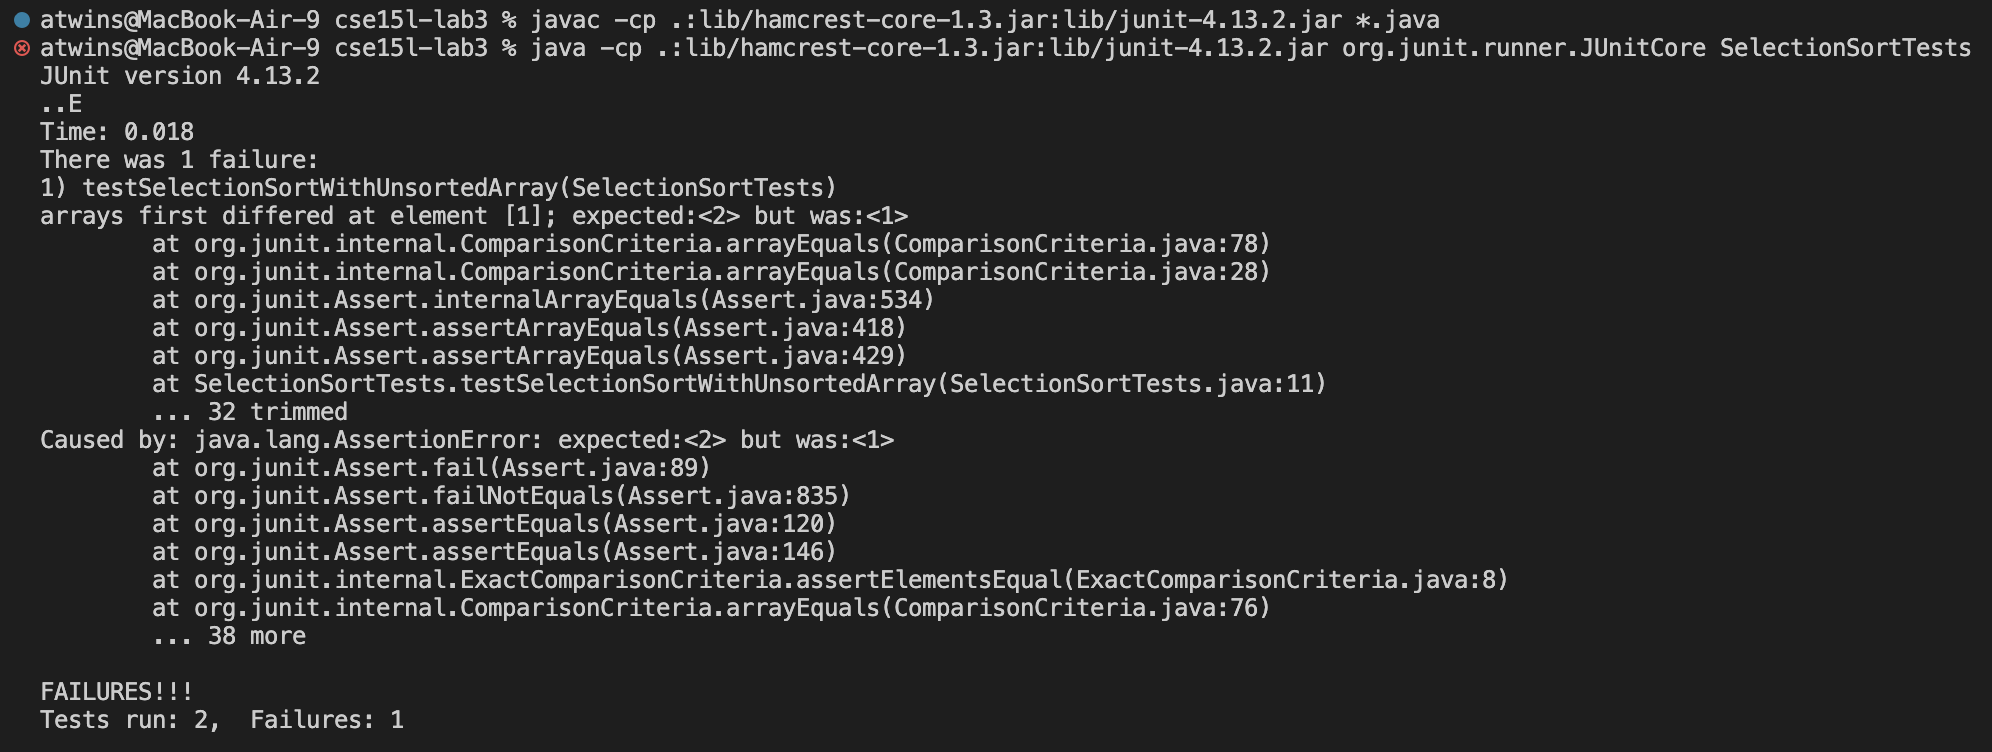 atwins@MacBook-Air-9 cse15l-lab3 % javac -cp .:lib/hamcrest-core-1.3.jar:lib/junit-4.13.2.jar *.java
atwins@MacBook-Air-9 cse15l-lab3 % java -cp .:lib/hamcrest-core-1.3.jar:lib/junit-4.13.2.jar org.junit.runner.JUnitCore SelectionSortTests
JUnit version 4.13.2
..E
Time: 0.018
There was 1 failure:
1) testSelectionSortWithUnsortedArray(SelectionSortTests)
arrays first differed at element [1]; expected:<2> but was:<1>
        at org.junit.internal.ComparisonCriteria.arrayEquals(ComparisonCriteria.java:78)
        at org.junit.internal.ComparisonCriteria.arrayEquals(ComparisonCriteria.java:28)
        at org.junit.Assert.internalArrayEquals(Assert.java:534)
        at org.junit.Assert.assertArrayEquals(Assert.java:418)
        at org.junit.Assert.assertArrayEquals(Assert.java:429)
        at SelectionSortTests.testSelectionSortWithUnsortedArray(SelectionSortTests.java:11)
        ... 32 trimmed
Caused by: java.lang.AssertionError: expected:<2> but was:<1>
        at org.junit.Assert.fail(Assert.java:89)
        at org.junit.Assert.failNotEquals(Assert.java:835)
        at org.junit.Assert.assertEquals(Assert.java:120)
        at org.junit.Assert.assertEquals(Assert.java:146)
        at org.junit.internal.ExactComparisonCriteria.assertElementsEqual(ExactComparisonCriteria.java:8)
        at org.junit.internal.ComparisonCriteria.arrayEquals(ComparisonCriteria.java:76)
        ... 38 more

FAILURES!!!
Tests run: 2,  Failures: 1